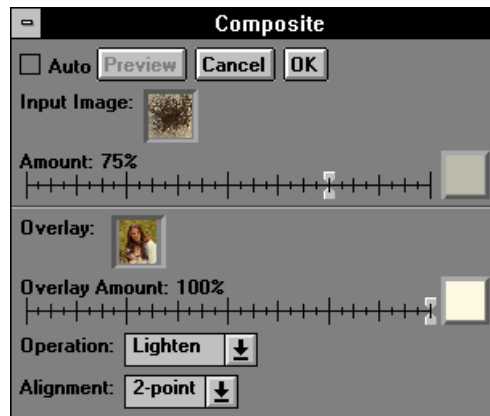 Composite
Auto Preview Cancel OK
Input Image:
Amount: 75%
Overlay:
Overlay Amount: 100%
Operation: Lighten
Alignment: 2-point